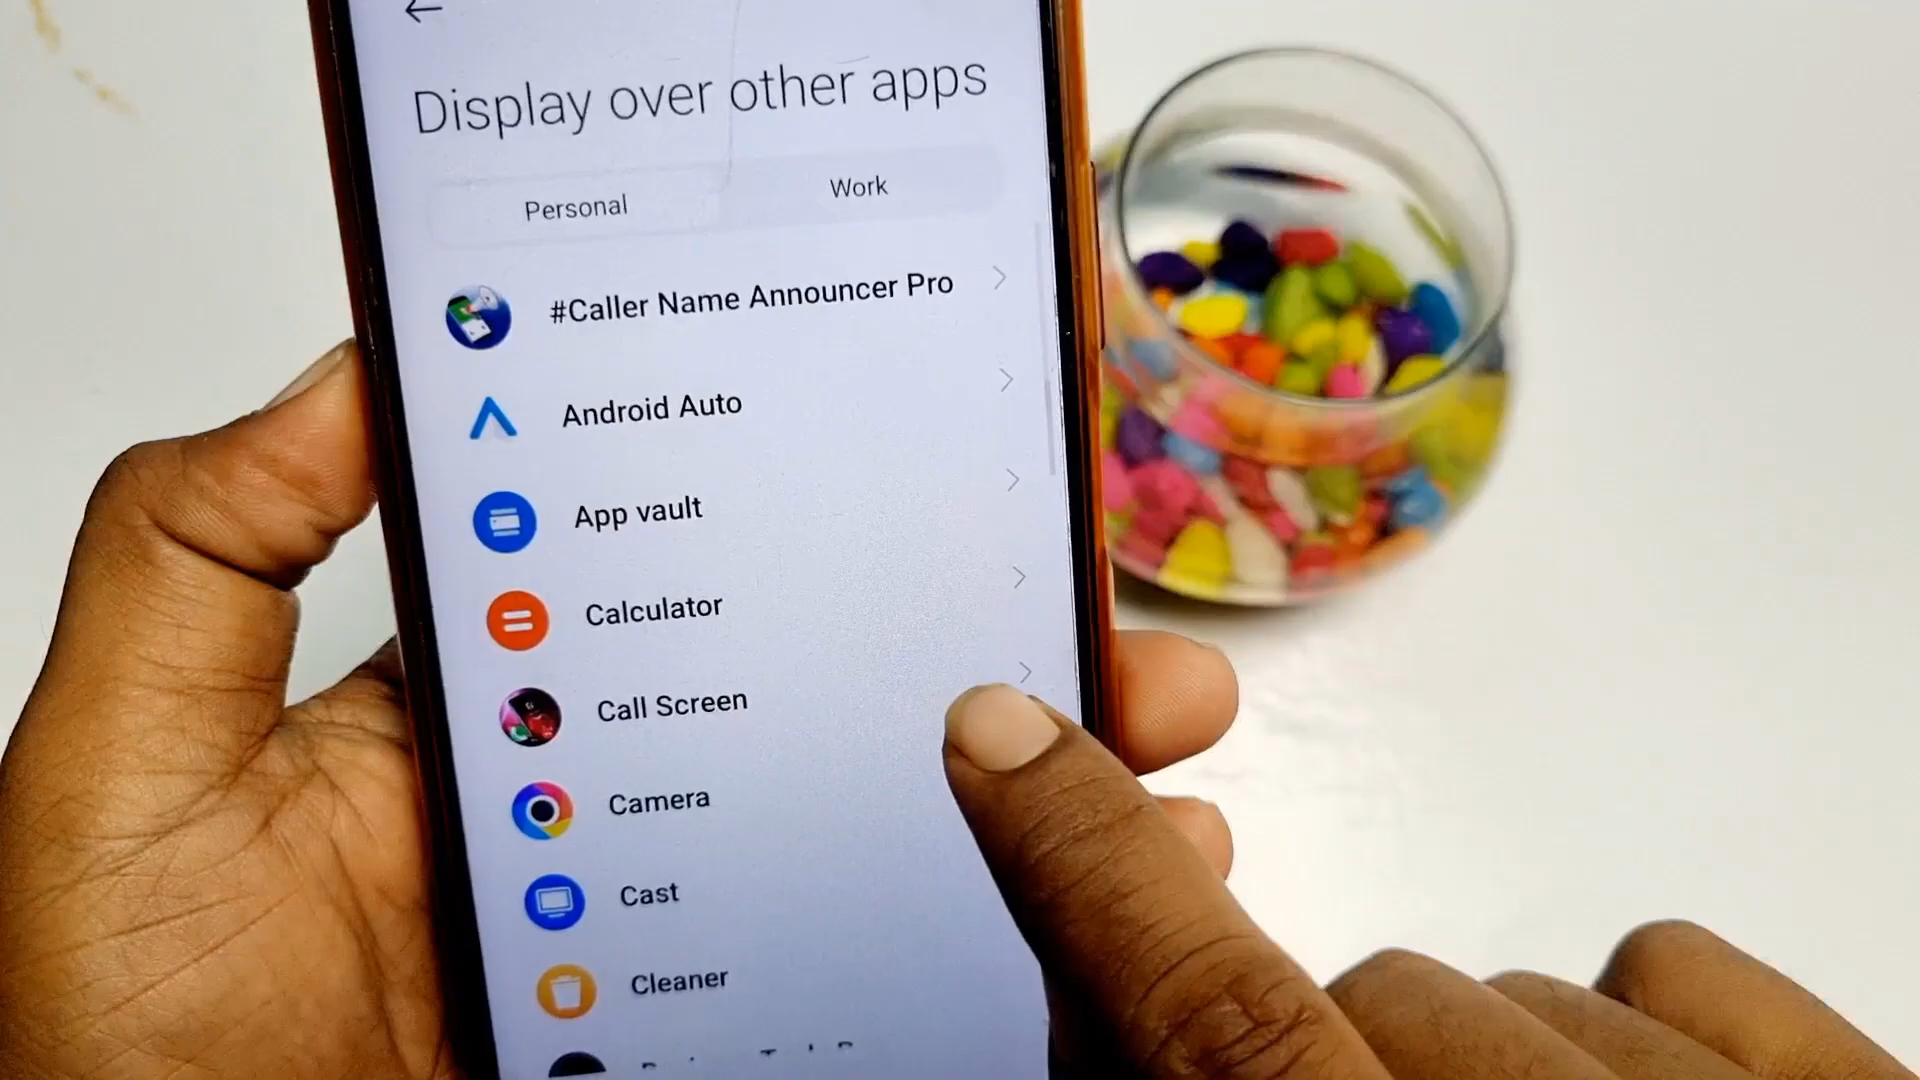 Display over other apps
Personal
Work
#Caller Name Announcer Pro
Android Auto
App vault
Calculator
Call Screen
Camera
Cast
Cleaner